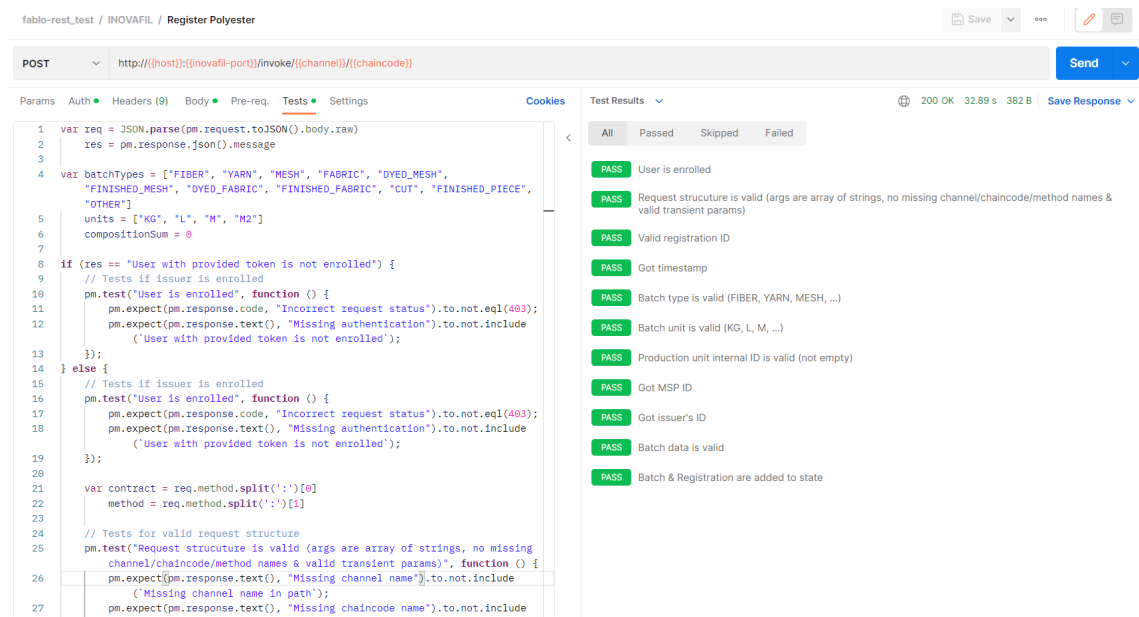 fablo-rest_test / INOVAFIL / Register Polyester
Save
POST
http://{{host}}:{{inovafil-port}}/invoke/{{channel}}/{{chaincode}}
Send
Params Auth Headers (9) Body Pre-req. Tests Settings Cookies
Test Results 200 OK 32.89 s 382 B Save Response
1 var req = JSON.parse(pm.request.toJSON().body.raw)
2 res = pm.response.json().message
3
4 var batchTypes = ["FIBER", "YARN", "MESH", "FABRIC", "DYED_MESH",
"FINISHED_MESH", "DYED_FABRIC", "FINISHED_FABRIC", "CUT", "FINISHED_PIECE",
"OTHER"]
5 units = ["KG", "L", "M", "M2"]
6 compositionSum = 0
7
8 if (res == "User with provided token is not enrolled") {
9 // Tests if issuer is enrolled
10 pm.test("User is enrolled", function () {
11 pm.expect(pm.response.code, "Incorrect request status").to.not.eql(403);
12 pm.expect(pm.response.text(), "Missing authentication").to.not.include
(`User with provided token is not enrolled`);
13 });
14 } else {
15 // Tests if issuer is enrolled
16 pm.test("User is enrolled", function () {
17 pm.expect(pm.response.code, "Incorrect request status").to.not.eql(403);
18 pm.expect(pm.response.text(), "Missing authentication").to.not.include
(`User with provided token is not enrolled`);
19 });
20
21 var contract = req.method.split(':')[0]
22 method = req.method.split(':')[1]
23
24 // Tests for valid request structure
25 pm.test("Request strucuture is valid (args are array of strings, no missing
channel/chaincode/method names & valid transient params)", function () {
26 pm.expect(pm.response.text(), "Missing channel name").to.not.include
(`Missing channel name in path`);
27 pm.expect(pm.response.text(), "Missing chaincode name").to.not.include
All Passed Skipped Failed
PASS User is enrolled
PASS Request strucuture is valid (args are array of strings, no missing channel/chaincode/method names &
valid transient params)
PASS Valid registration ID
PASS Got timestamp
PASS Batch type is valid (FIBER, YARN, MESH, ...)
PASS Batch unit is valid (KG, L, M, ...)
PASS Production unit internal ID is valid (not empty)
PASS Got MSP ID
PASS Got issuer's ID
PASS Batch data is valid
PASS Batch & Registration are added to state